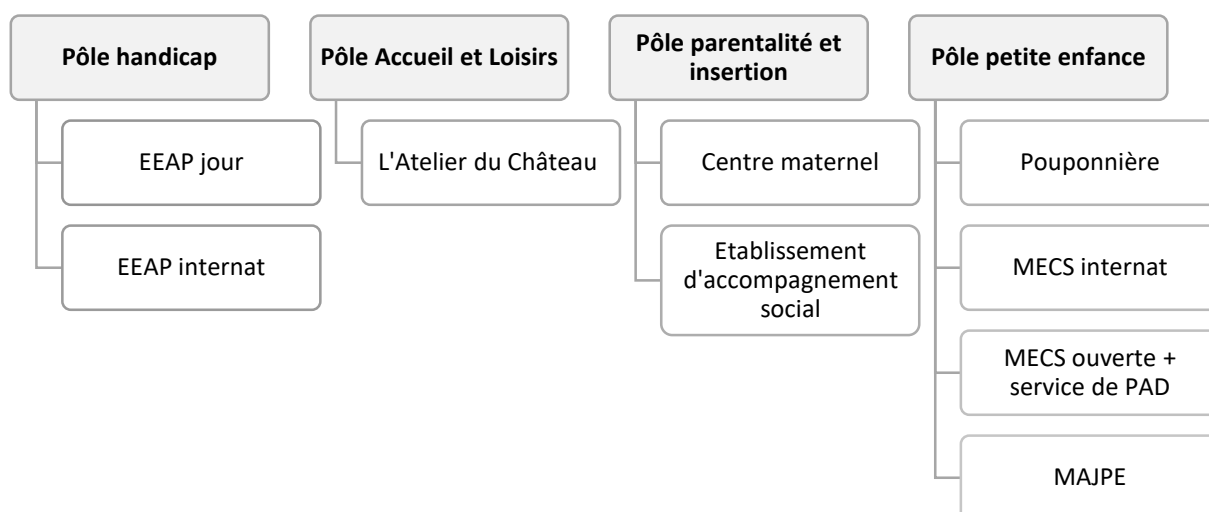 Pôle handicap
EEAP jour
EEAP internat
Pôle Accueil et Loisirs
L'Atelier du Château
Pôle parentalité et
insertion
Centre maternel
Etablissement
d'accompagnement
social
Pôle petite enfance
Pouponnière
MECS internat
MECS ouverte +
service de PAD
MAJPE